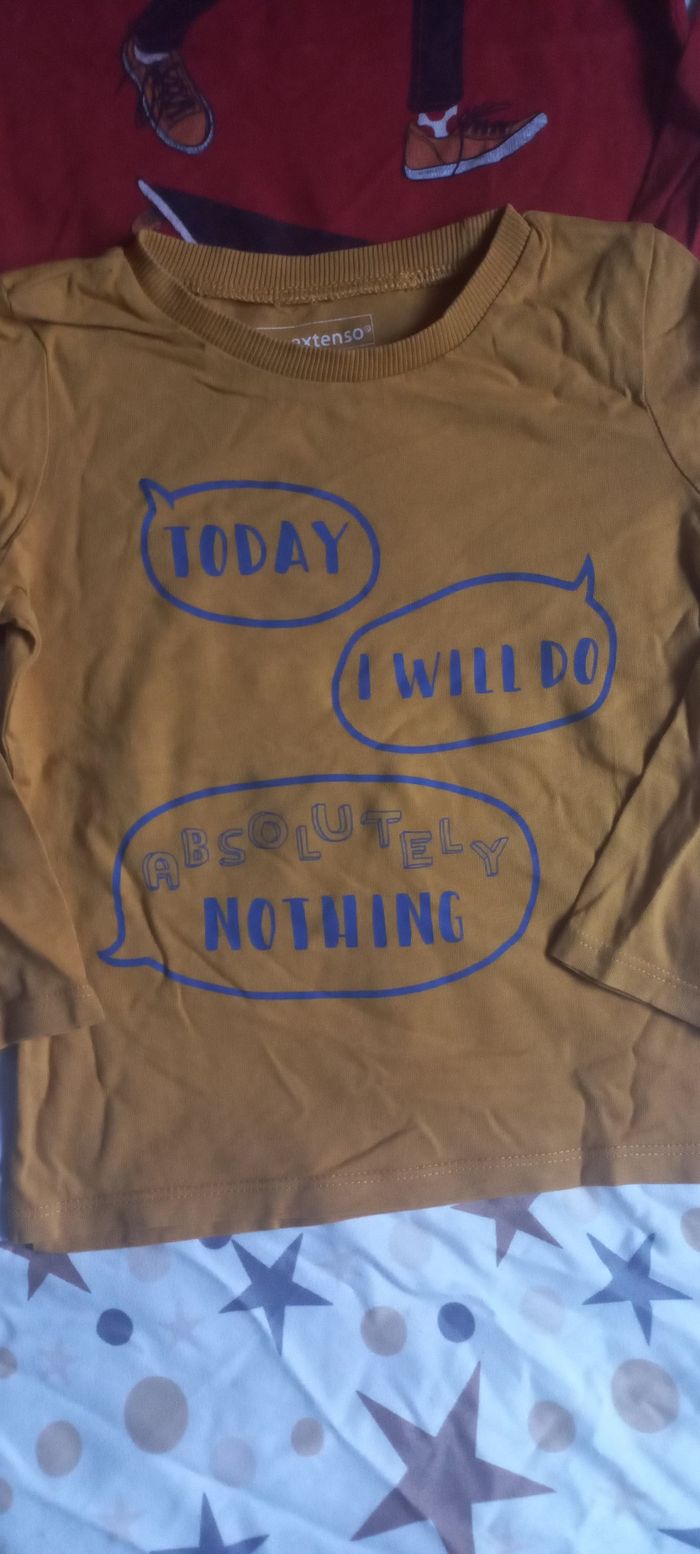 extenso®
TODAY
I WILL DO
ABSOLUTELY
NOTHING